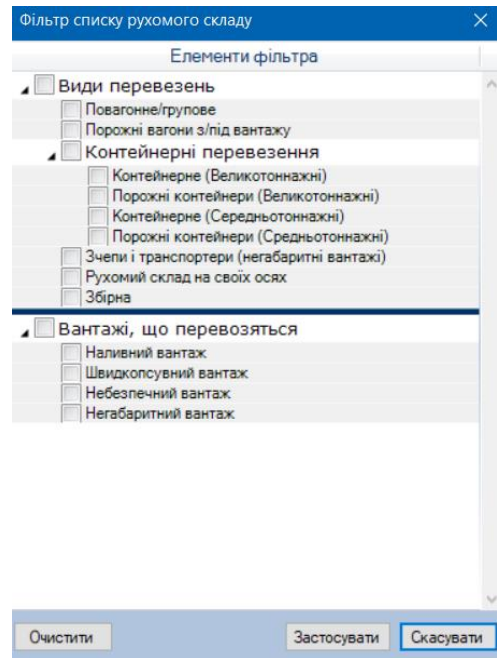 Фільтр списку рухомого складу
Елементи фільтра
Види перевезень
Повагонне/групове
Порожні вагони з/під вантажу
Контейнерні перевезення
Контейнерне (Великотоннажні)
Порожні контейнери (Великотоннажні)
Контейнерне (Середньотоннажні)
Порожні контейнери (Средньотоннажні)
Зчепи і транспортери (негабаритні вантажі)
Рухомий склад на своїх осях
Збірна
Вантажі, що перевозяться
Наливний вантаж
Швидкопсувний вантаж
Небезпечний вантаж
Негабаритний вантаж
Очистити Застосувати Скасувати